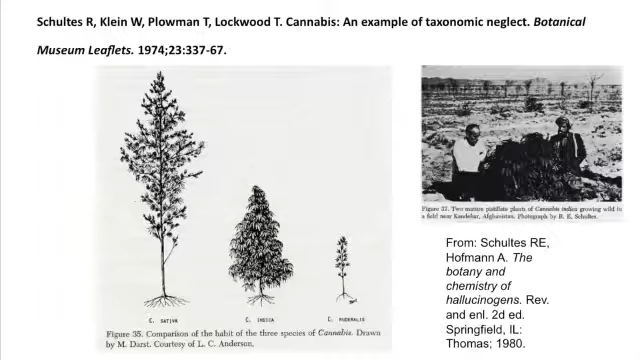 Schultes R, Klein W, Plowman T, Lockwood T. Cannabis: An example of taxonomic neglect. Botanical
Museum Leaflets. 1974;23:337-67.
C. SATIVA
C. INDICA
C. RUDERALIS
Figure 35. Comparison of the habit of the three species of Cannabis. Drawn
by M. Darst. Courtesy of L. C. Anderson.
Figure 37. Two mature pistillate plants of Cannabis indica growing wild in
a field near Kandahar, Afghanistan. Photograph by R. E. Schultes.
From: Schultes RE,
Hofmann A. The
botany and
chemistry of
hallucinogens. Rev.
and enl. 2d ed.
Springfield, IL:
Thomas; 1980.